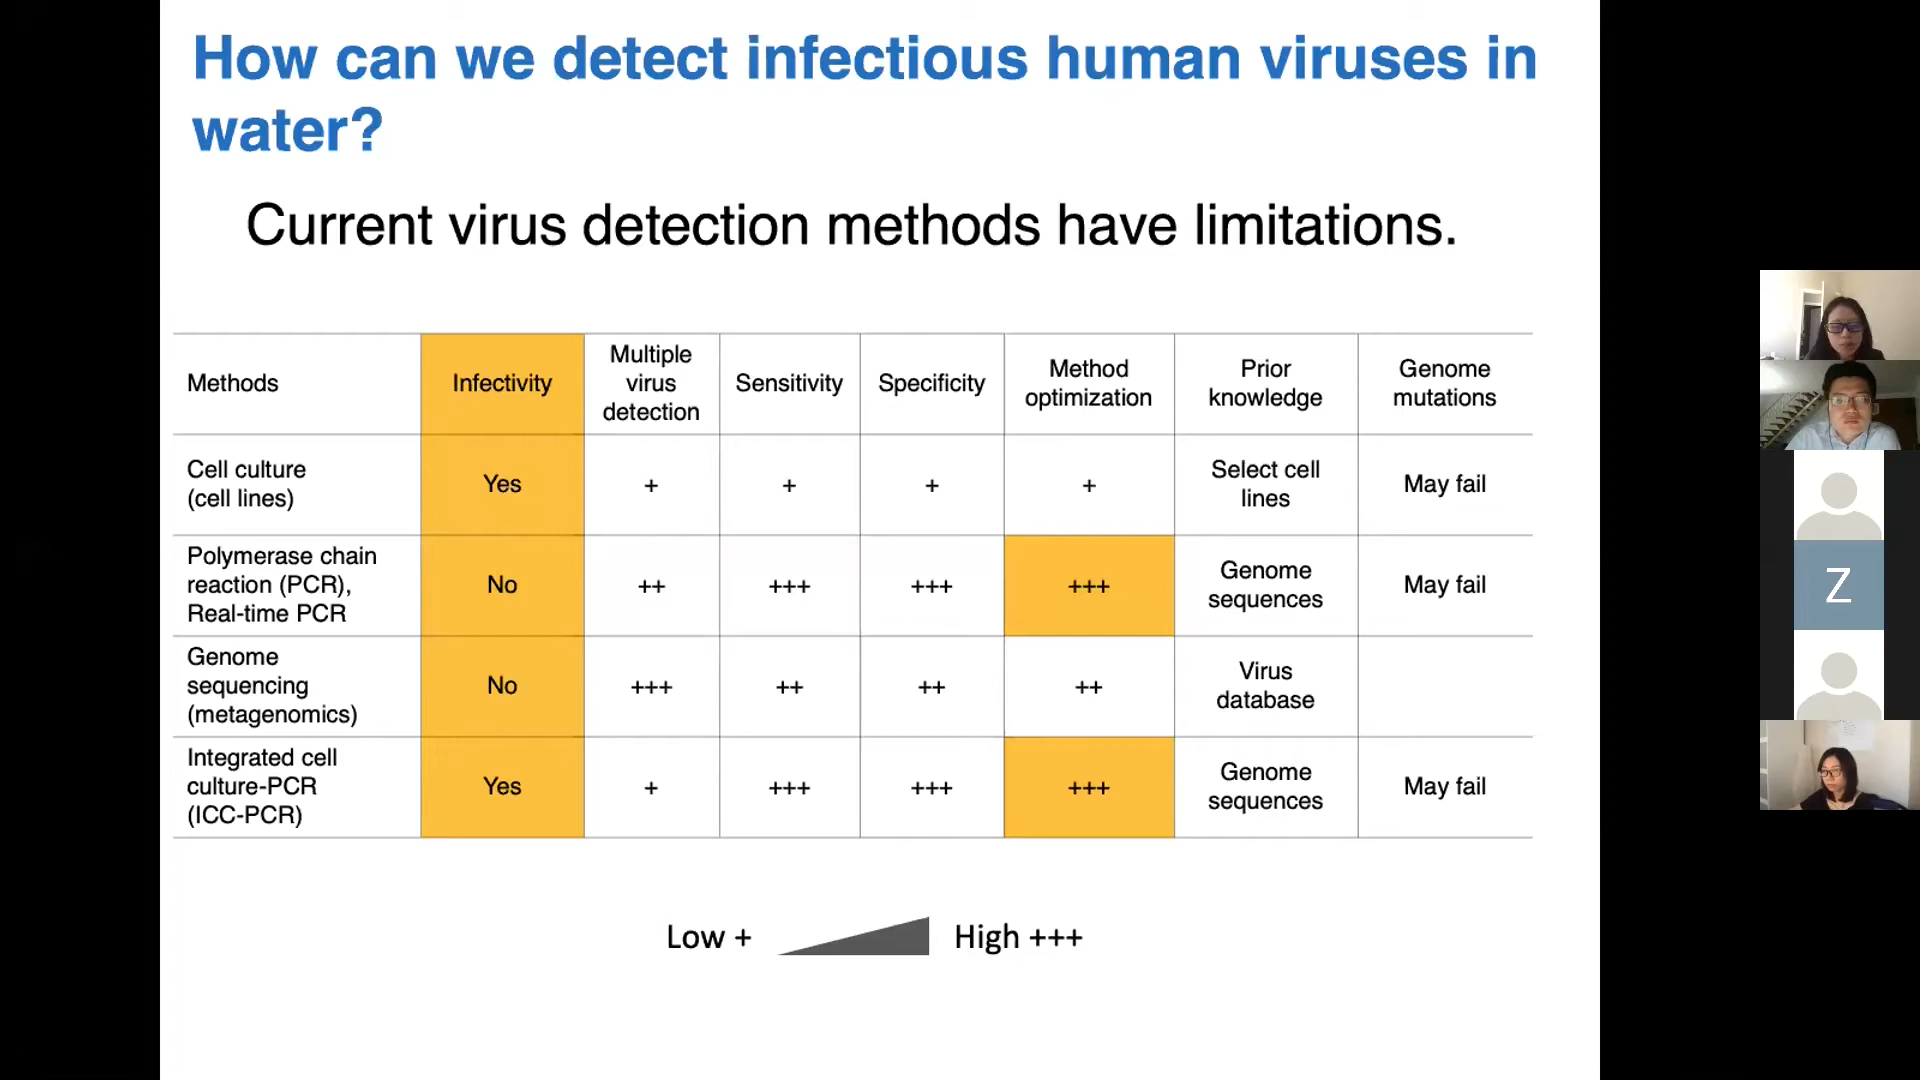 How can we detect infectious human viruses in
water?
Current virus detection methods have limitations.
Methods
Infectivity
Multiple
virus
detection
Sensitivity
Specificity
Method
optimization
Prior
knowledge
Genome
mutations
Cell culture
(cell lines)
Yes
+
+
+
+
Select cell
lines
May fail
Polymerase chain
reaction (PCR),
Real-time PCR
No
++
+++
+++
+++
Genome
sequences
May fail
Genome
sequencing
(metagenomics)
No
+++
++
++
++
Virus
database
Integrated cell
culture-PCR
(ICC-PCR)
Yes
+
+++
+++
+++
Genome
sequences
May fail
Low +
High +++
Z